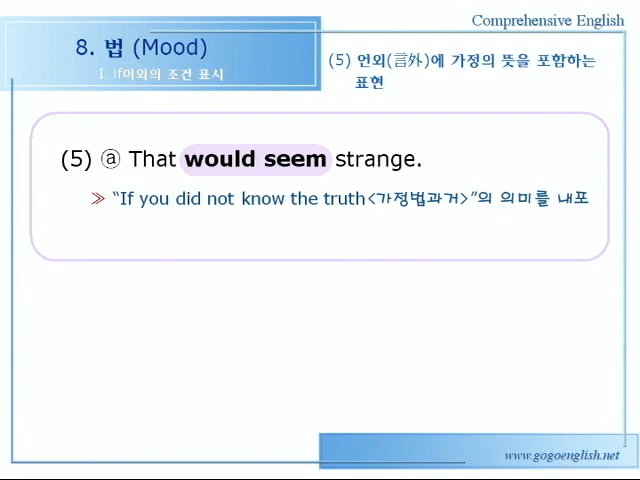 Comprehensive English
8. 법 (Mood)
I. if이외의 조건 표시
(5) 언외(言外)에 가정의 뜻을 포함하는
표현
(5) ⓐ That would seem strange.
≫ “If you did not know the truth<가정법과거>”의 의미를 내포
www.gogoenglish.net